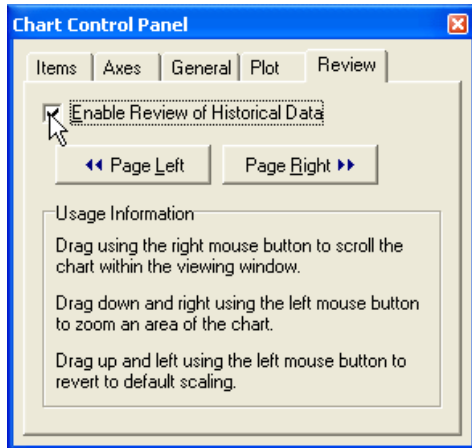 Chart Control Panel
Items Axes General Plot Review
Enable Review of Historical Data
Page Left Page Right
Usage Information
Drag using the right mouse button to scroll the
chart within the viewing window.
Drag down and right using the left mouse button
to zoom an area of the chart.
Drag up and left using the left mouse button to
revert to default scaling.